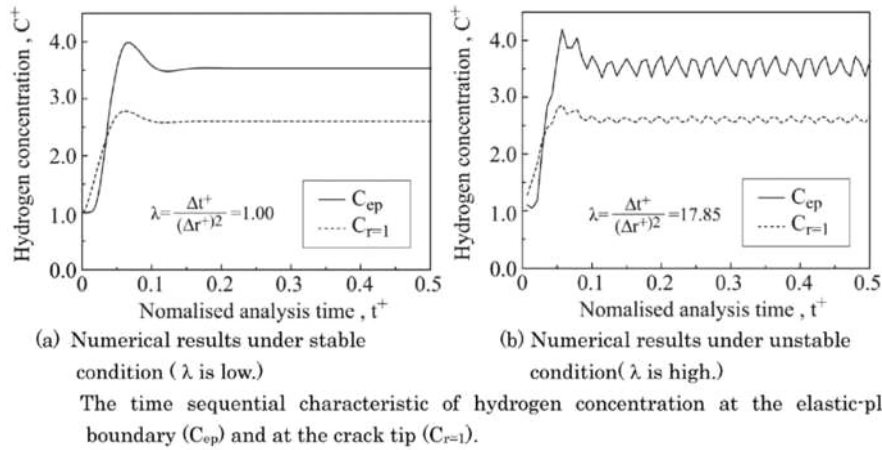 Hydrogen concentration , C+
4.0
3.0
2.0
1.0
0.0
λ= Δt+ / (Δr+)2 =1.00
Cep
Cr=1
0 0.1 0.2 0.3 0.4 0.5
Nomalised analysis time , t+
Hydrogen concentration , C+
4.0
3.0
2.0
1.0
0.0
λ= Δt+ / (Δr+)2 =17.85
Cep
Cr=1
0 0.1 0.2 0.3 0.4 0.5
Nomalised analysis time , t+
(a) Numerical results under stable
condition ( λ is low.)
(b) Numerical results under unstable
condition( λ is high.)
The time sequential characteristic of hydrogen concentration at the elastic-pl
boundary (Cep) and at the crack tip (Cr=1).